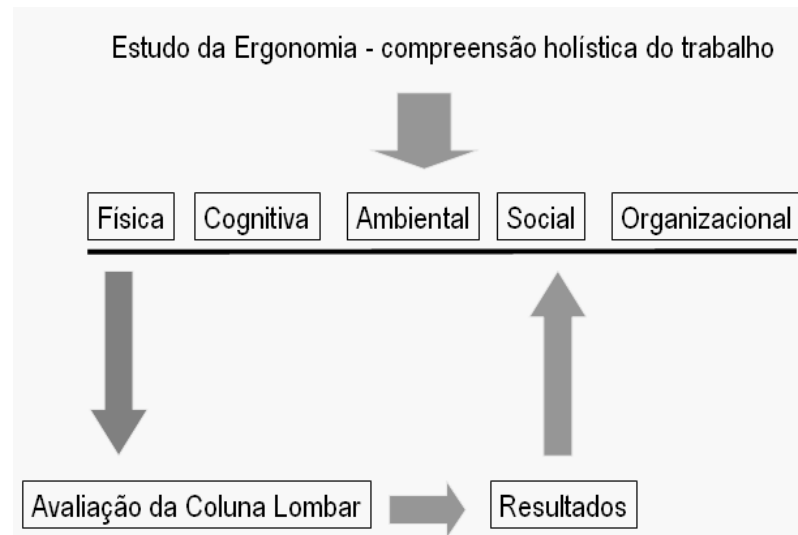 Estudo da Ergonomia - compreensão holística do trabalho
Física Cognitiva Ambiental Social Organizacional
Avaliação da Coluna Lombar Resultados